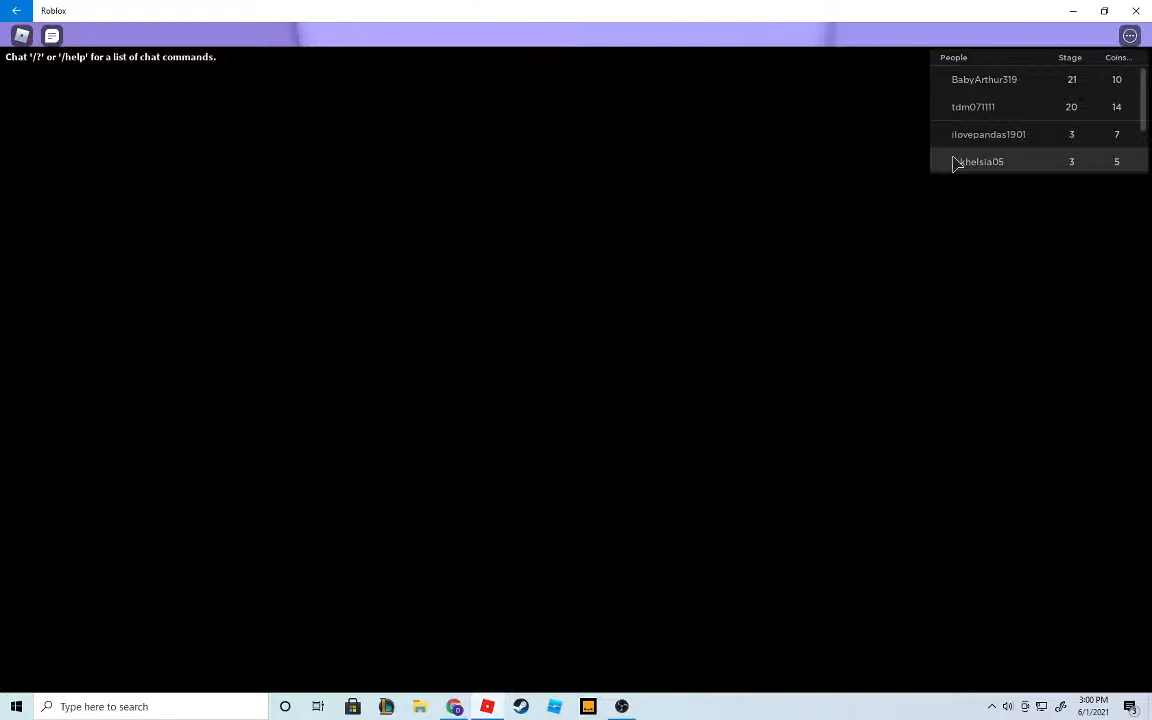 Roblox
Chat '/?' or '/help' for a list of chat commands.
People Stage Coins...
BabyArthur319 21 10
tdm071111 20 14
ilovepandas1901 3 7
3 5
Type here to search
3:00 PM
6/1/2021
3